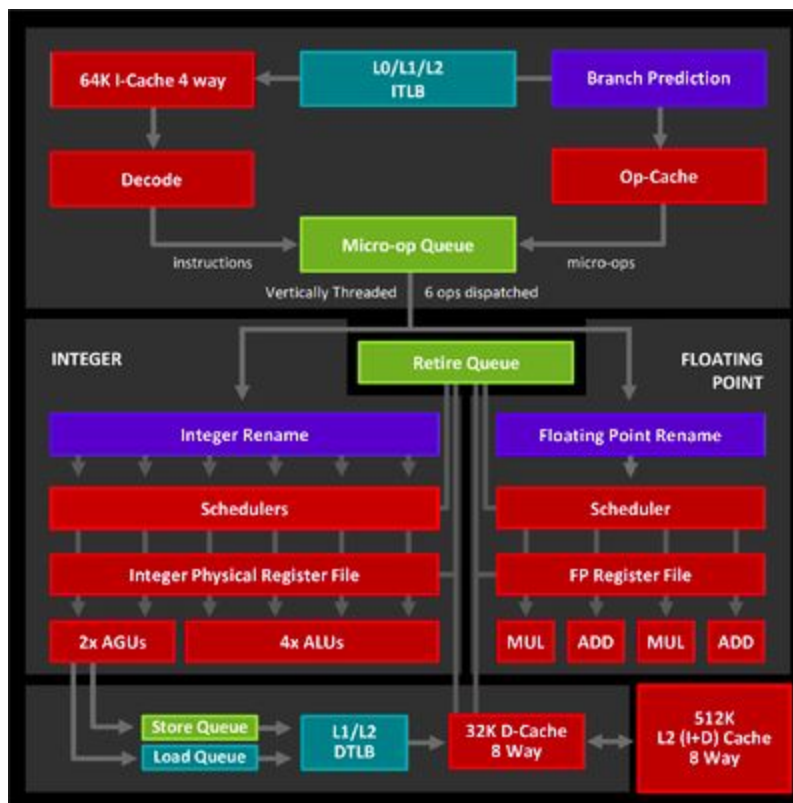 64K I-Cache 4 way
L0/L1/L2
ITLB
Branch Prediction
Decode
Op-Cache
instructions
Micro-op Queue
micro-ops
Vertically Threaded
6 ops dispatched
INTEGER
Retire Queue
FLOATING
POINT
Integer Rename
Floating Point Rename
Schedulers
Scheduler
Integer Physical Register File
FP Register File
2x AGUs
4x ALUs
MUL
ADD
MUL
ADD
Store Queue
Load Queue
L1/L2
DTLB
32K D-Cache
8 Way
512K
L2 (I+D) Cache
8 Way